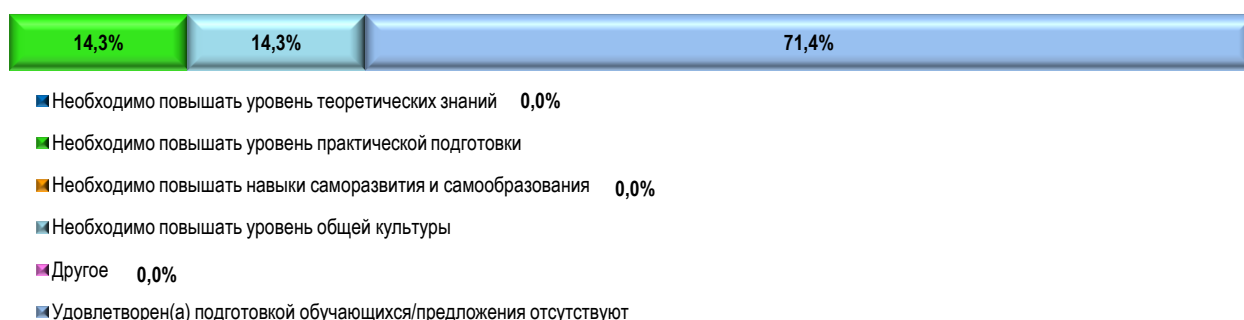 14,3% 14,3% 71,4%
Необходимо повышать уровень теоретических знаний 0,0%
Необходимо повышать уровень практической подготовки
Необходимо повышать навыки саморазвития и самообразования 0,0%
Необходимо повышать уровень общей культуры
Другое 0,0%
Удовлетворен(а) подготовкой обучающихся/предложения отсутствуют